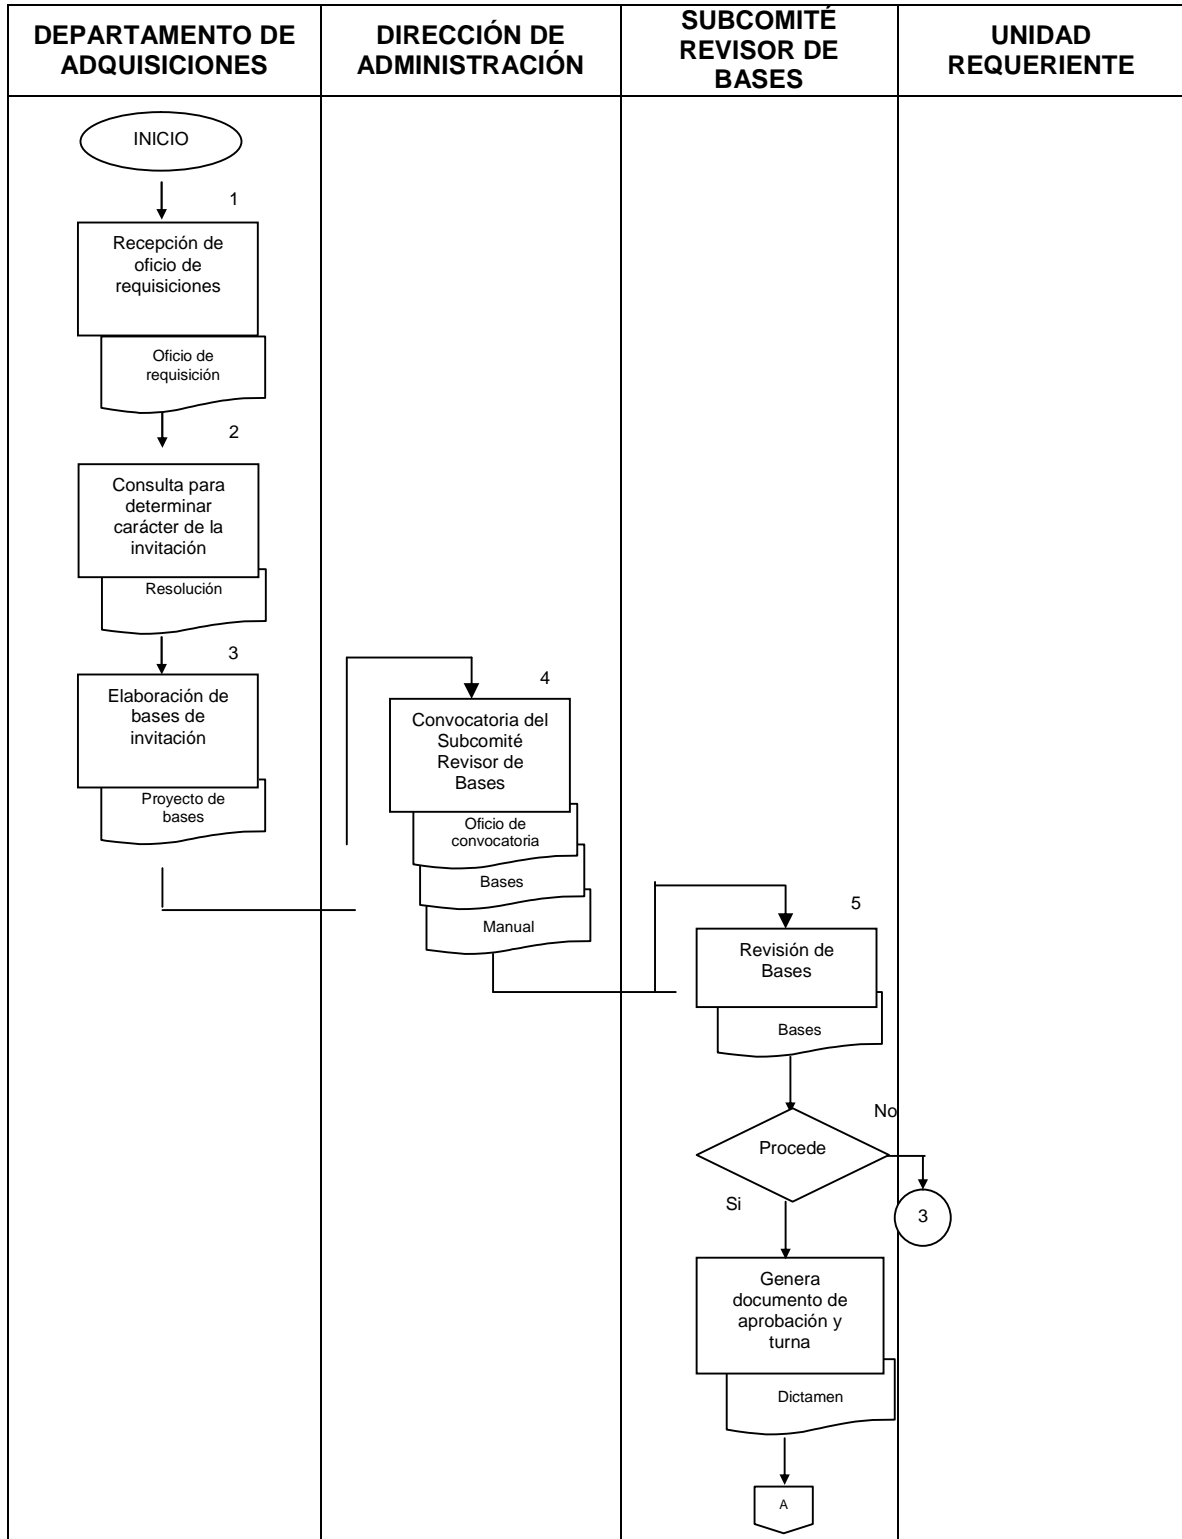 DEPARTAMENTO DE
ADQUISICIONES
DIRECCIÓN DE
ADMINISTRACIÓN
SUBCOMITÉ
REVISOR DE
BASES
UNIDAD
REQUERIENTE
INICIO
1
Recepción de
oficio de
requisiciones
Oficio de
requisición
2
Consulta para
determinar
carácter de la
invitación
Resolución
3
Elaboración de
bases de
invitación
Proyecto de
bases
4
Convocatoria del
Subcomité
Revisor de
Bases
Oficio de
convocatoria
Bases
Manual
5
Revisión de
Bases
Bases
Procede
No
3
Si
Genera
documento de
aprobación y
turna
Dictamen
A